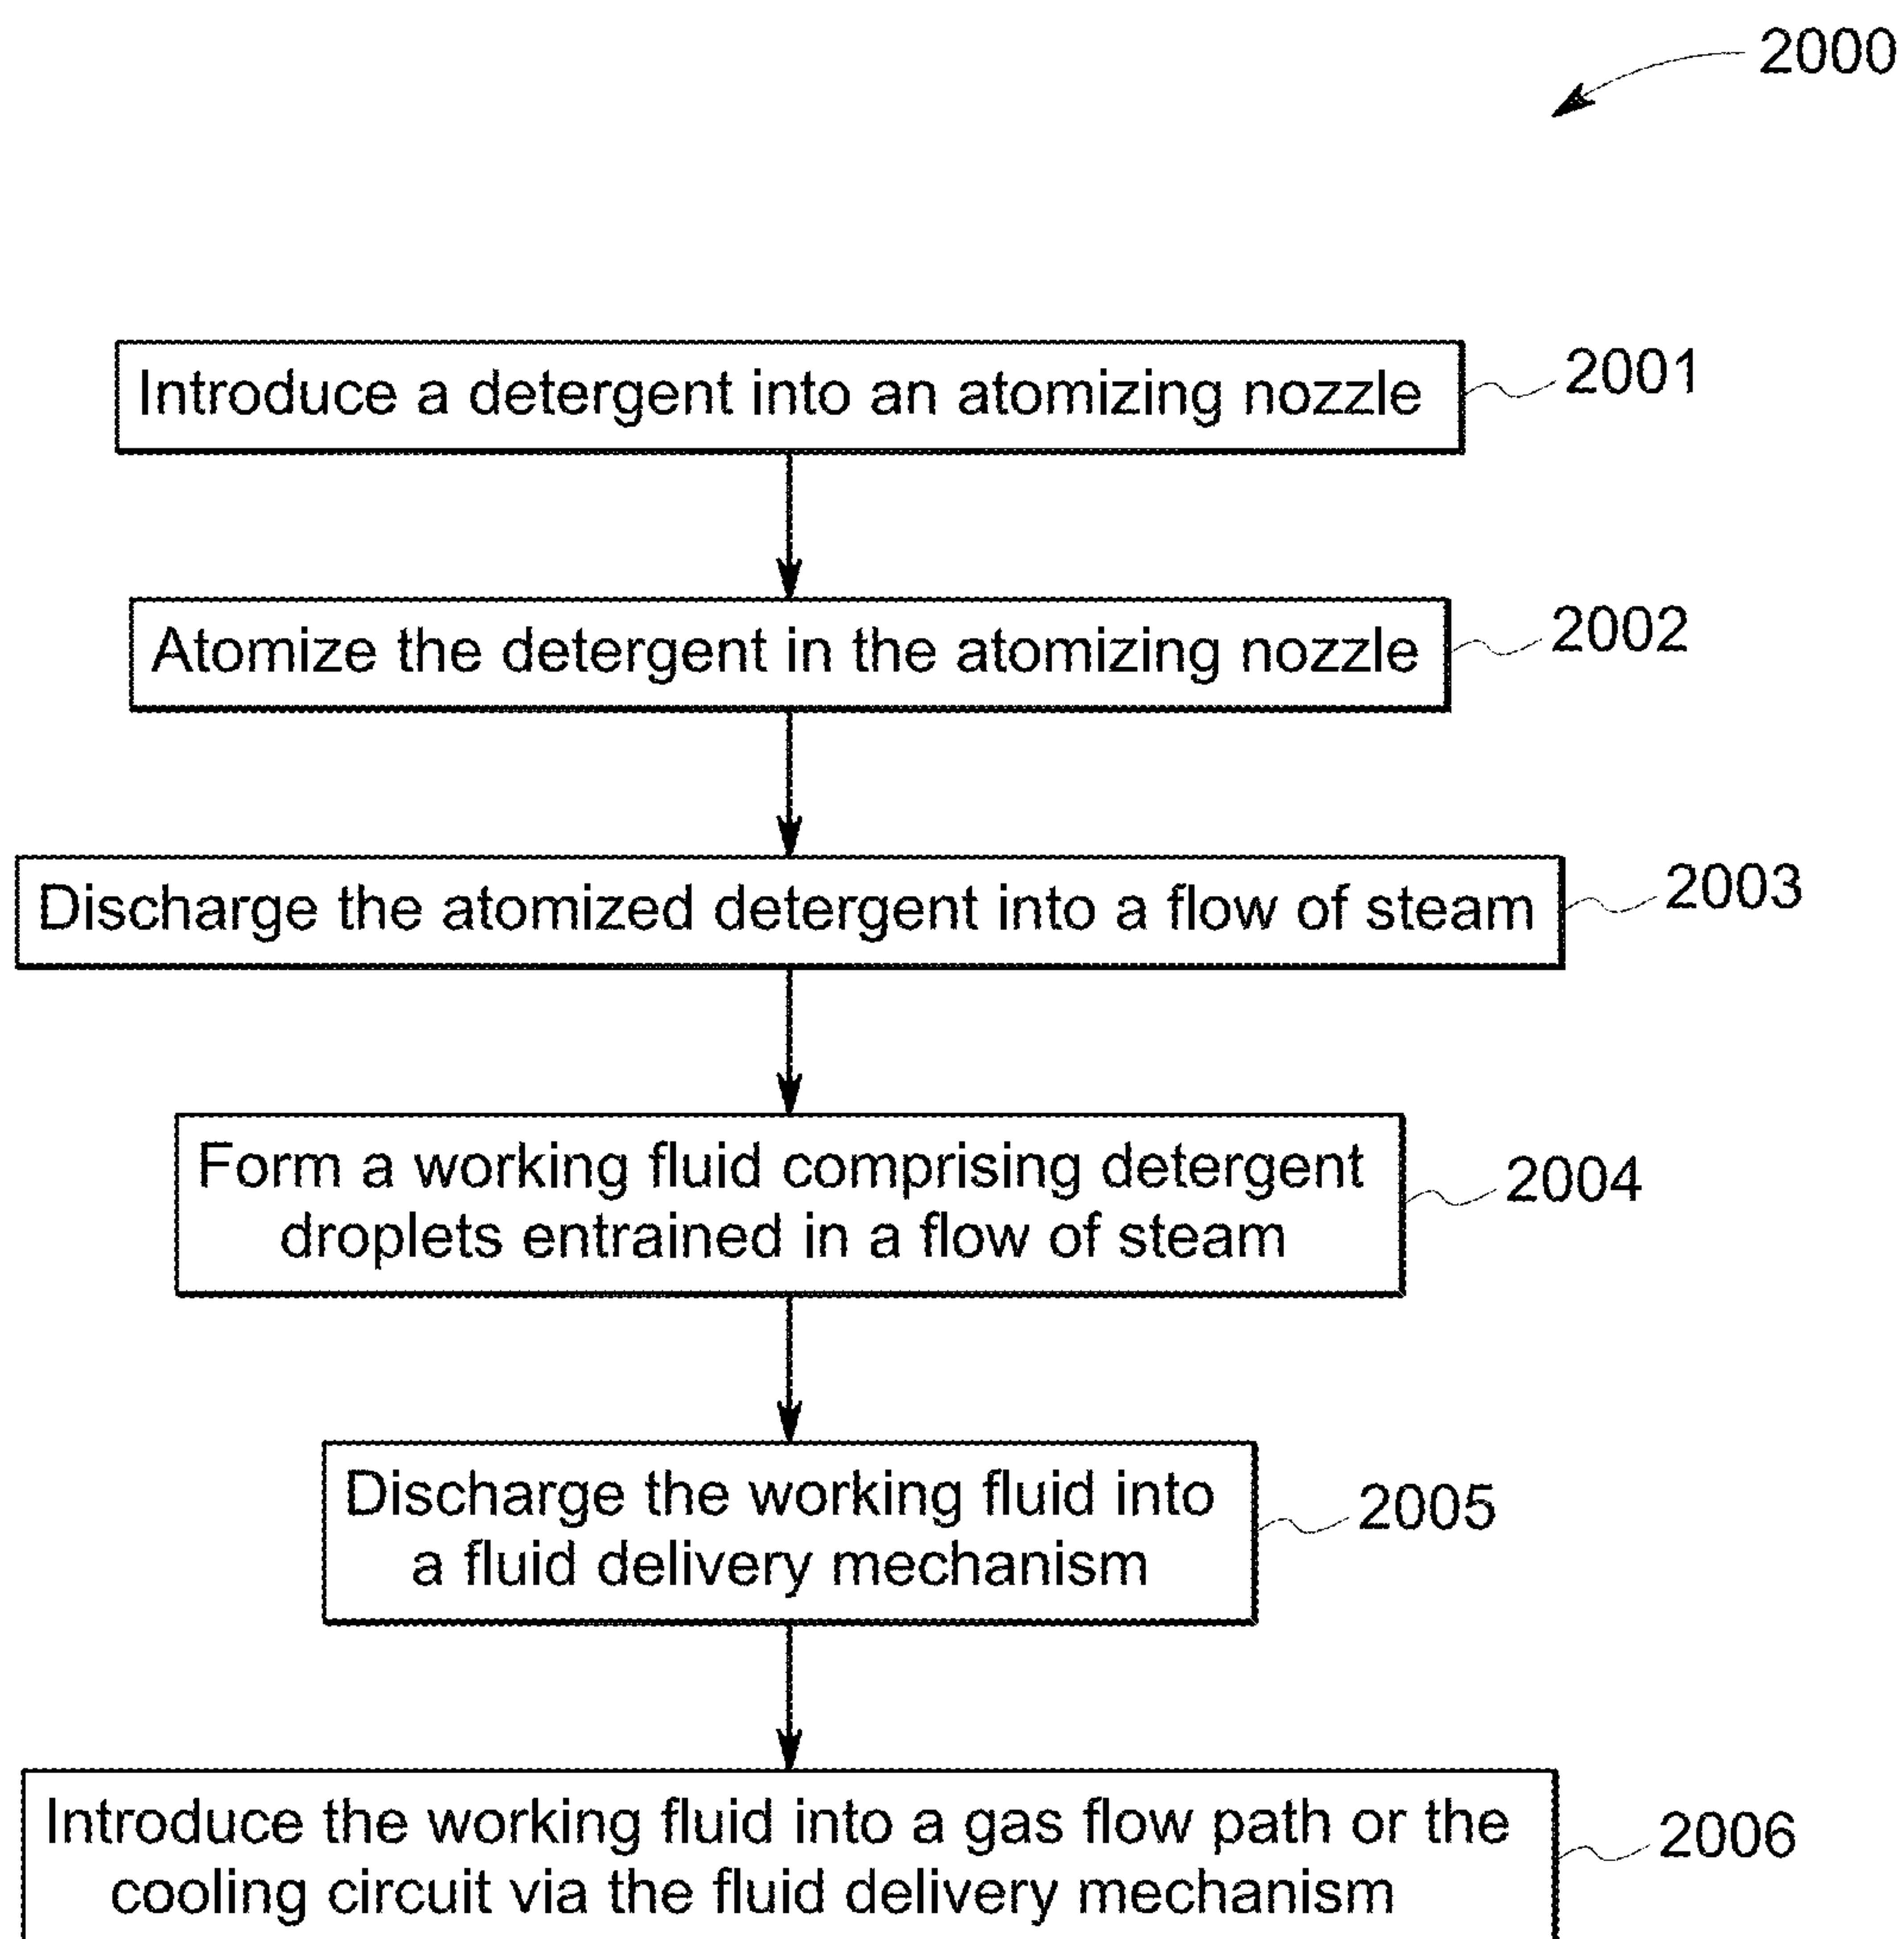 2000
Introduce a detergent into an atomizing nozzle
2001
Atomize the detergent in the atomizing nozzle
2002
Discharge the atomized detergent into a flow of steam
2003
Form a working fluid comprising detergent
droplets entrained in a flow of steam
2004
Discharge the working fluid into
a fluid delivery mechanism
2005
Introduce the working fluid into a gas flow path or the
cooling circuit via the fluid delivery mechanism
2006